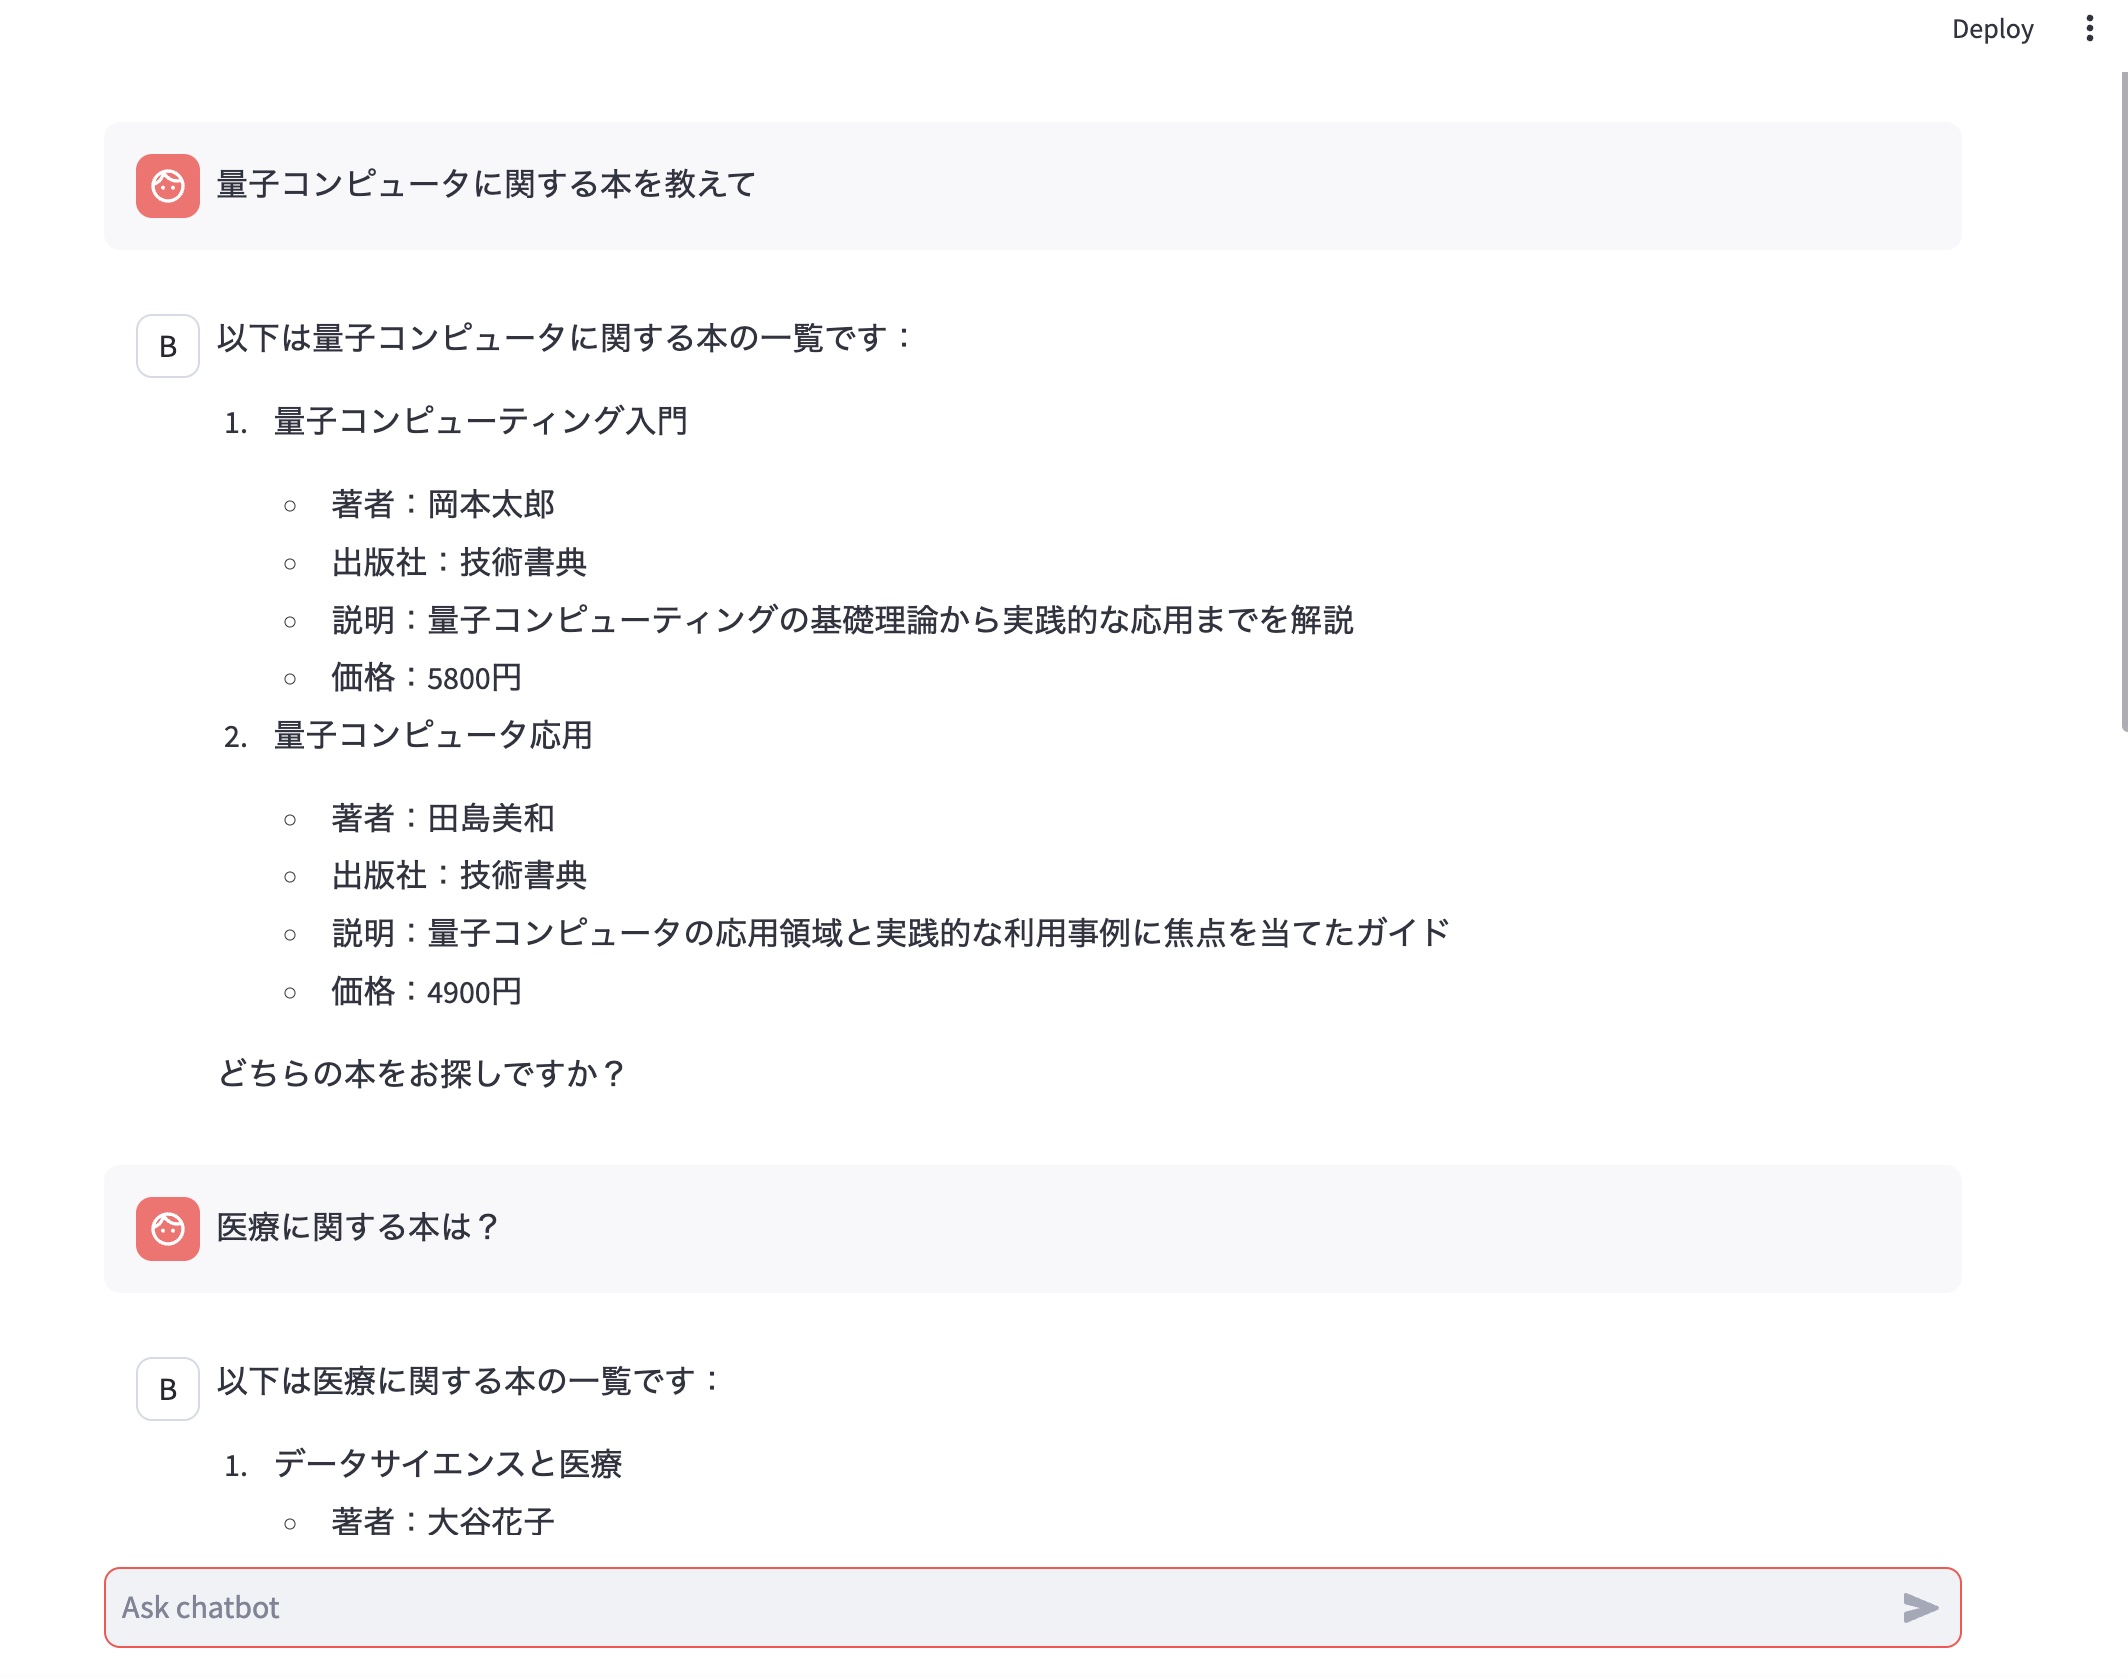 Deploy
量子コンピュータに関する本を教えて
B
以下は量子コンピュータに関する本の一覧です：
1. 量子コンピューティング入門
著者：岡本太郎
出版社：技術書典
説明：量子コンピューティングの基礎理論から実践的な応用までを解説
価格：5800円
2. 量子コンピュータ応用
著者：田島美和
出版社：技術書典
説明：量子コンピュータの応用領域と実践的な利用事例に焦点を当てたガイド
価格：4900円
どちらの本をお探しですか？
医療に関する本は？
B
以下は医療に関する本の一覧です：
1. データサイエンスと医療
著者：大谷花子
Ask chatbot